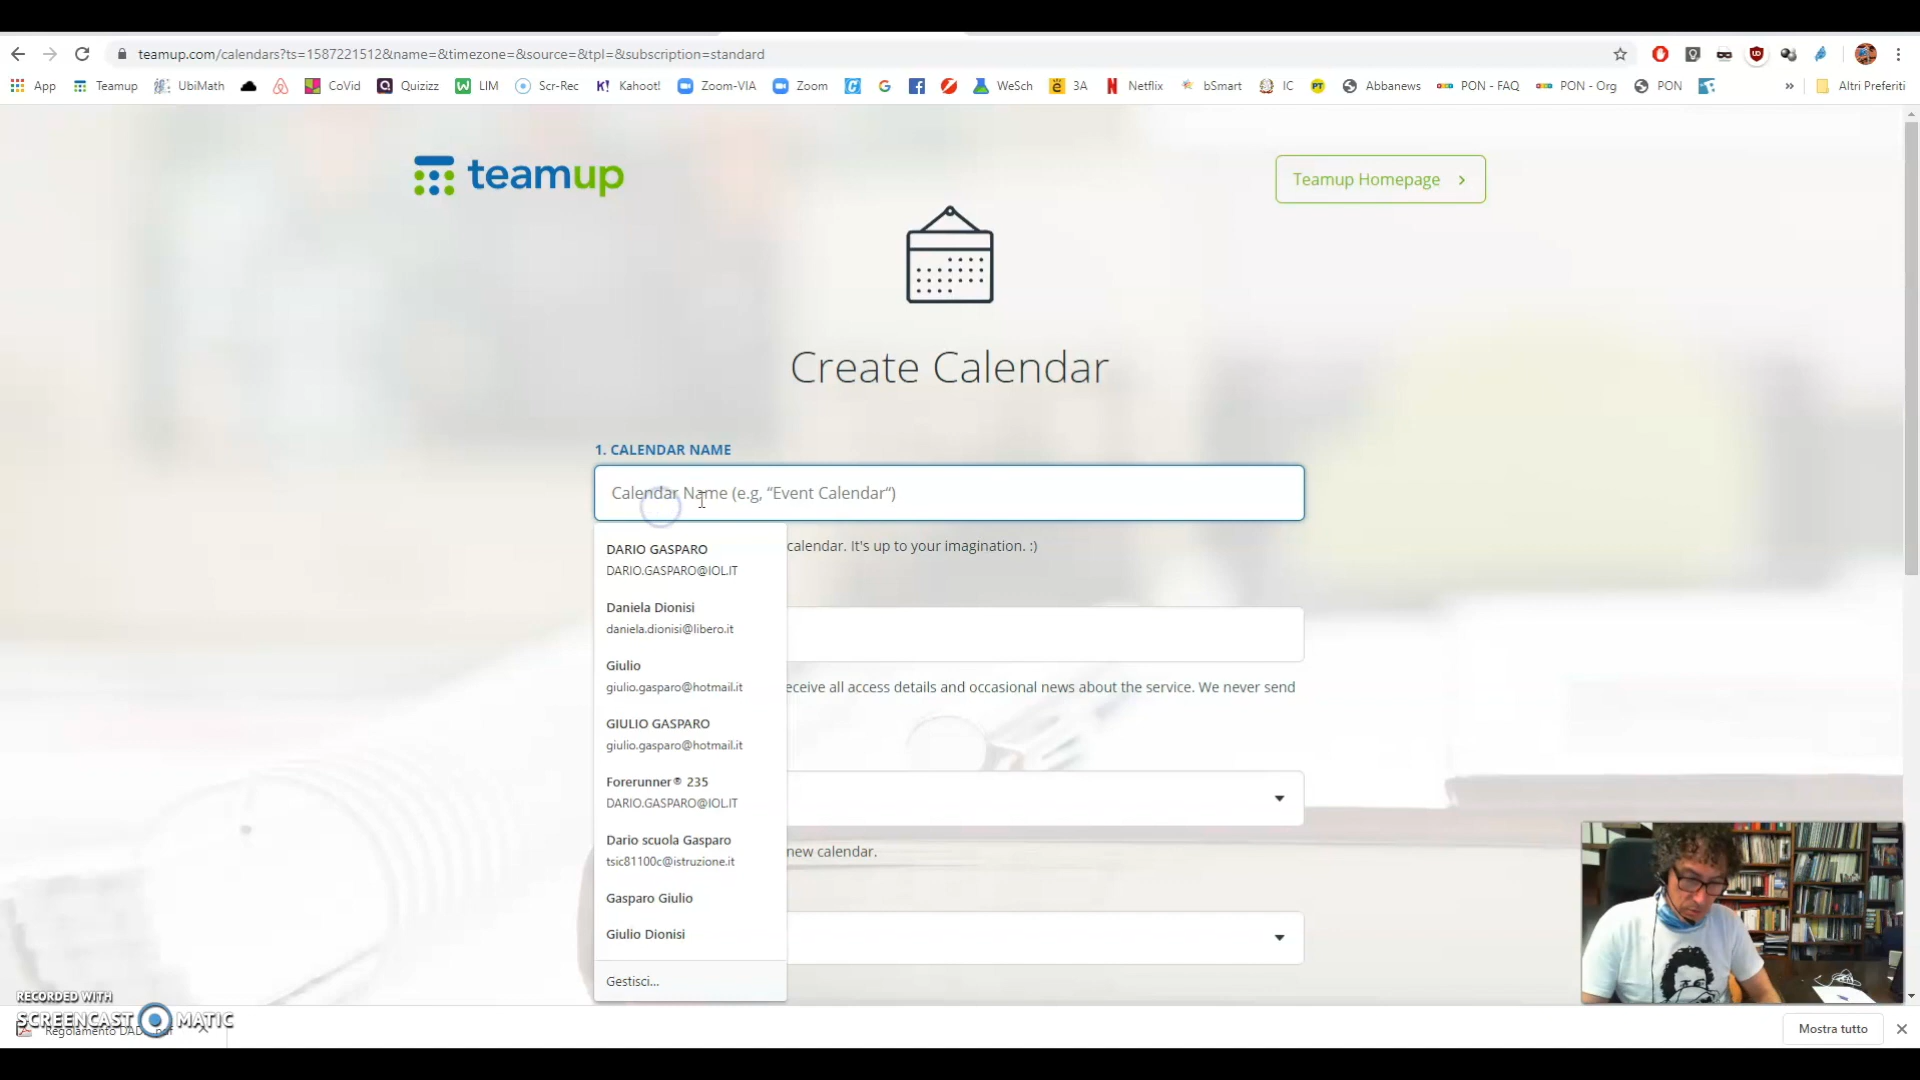 teamup.com/calendars?ts=1587221512&name=&timezone=&source=&tpl=&subscription=standard
App Teamup UbiMath CoVid Quizizz LIM Scr-Rec Kahoot! Zoom-VIA Zoom WeSch 3A Netflix bSmart IC Abbanews PON - FAQ PON - Org PON » Altri Preferiti
teamup
Teamup Homepage >
Create Calendar
1. CALENDAR NAME
Calendar Name (e.g, “Event Calendar“)
calendar. It's up to your imagination. :)
DARIO GASPARO
DARIO.GASPARO@IOL.IT
Daniela Dionisi
daniela.dionisi@libero.it
Giulio
giulio.gasparo@hotmail.it
eceive all access details and occasional news about the service. We never send
GIULIO GASPARO
giulio.gasparo@hotmail.it
Forerunner® 235
DARIO.GASPARO@IOL.IT
Dario scuola Gasparo
tsic81100c@istruzione.it
new calendar.
Gasparo Giulio
Giulio Dionisi
Gestisci...
RECORDED WITH
SCREENCAST MATIC
Regolamento DAD
Mostra tutto